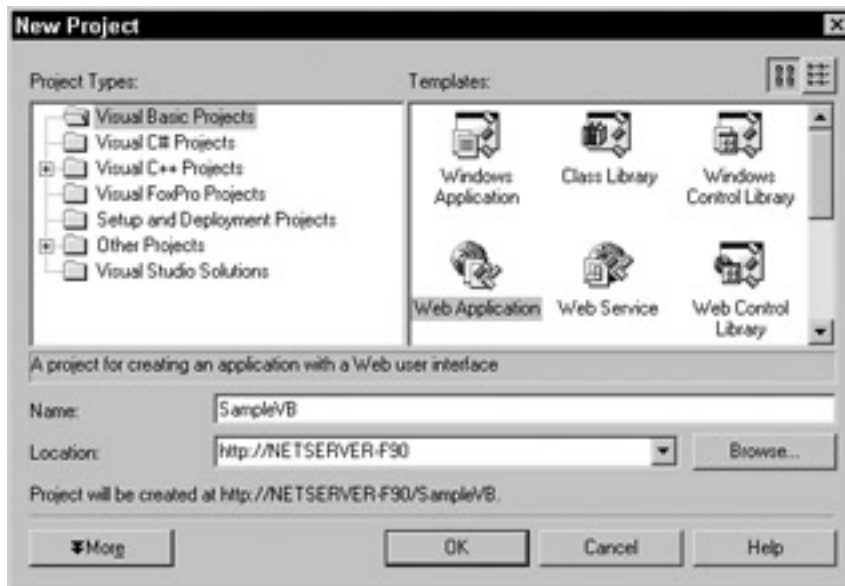 New Project
Project Types:
Templates:
Visual Basic Projects
Visual C# Projects
Visual C++ Projects
Visual FoxPro Projects
Setup and Deployment Projects
Other Projects
Visual Studio Solutions
Windows
Application
Class Library
Windows
Control Library
Web Application
Web Service
Web Control
Library
A project for creating an application with a Web user interface
Name:
SampleVB
Location:
http://NETSERVER-F90
Browse...
Project will be created at http://NETSERVER-F90/SampleVB.
More
OK
Cancel
Help